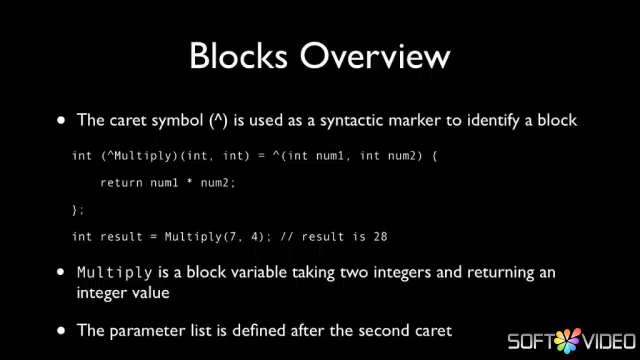 Blocks Overview
• The caret symbol (^) is used as a syntactic marker to identify a block
int (^Multiply)(int, int) = ^(int num1, int num2) {
return num1 * num2;
};
int result = Multiply(7, 4); // result is 28
• Multiply is a block variable taking two integers and returning an
integer value
• The parameter list is defined after the second caret
SOFT VIDEO